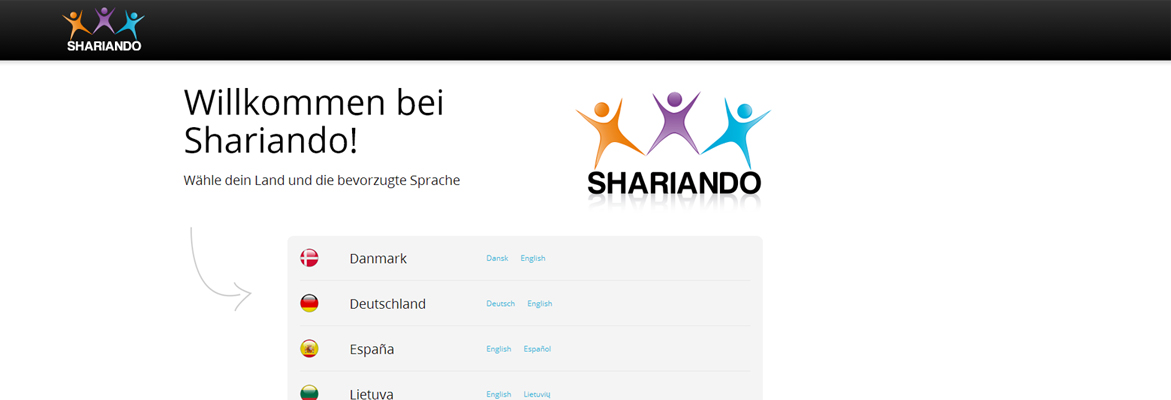 SHARIANDO
Willkommen bei
Shariando!
Wähle dein Land und die bevorzugte Sprache
SHARIANDO
Danmark Dansk English
Deutschland Deutsch English
España English Español
Lietuva English Lietuvių